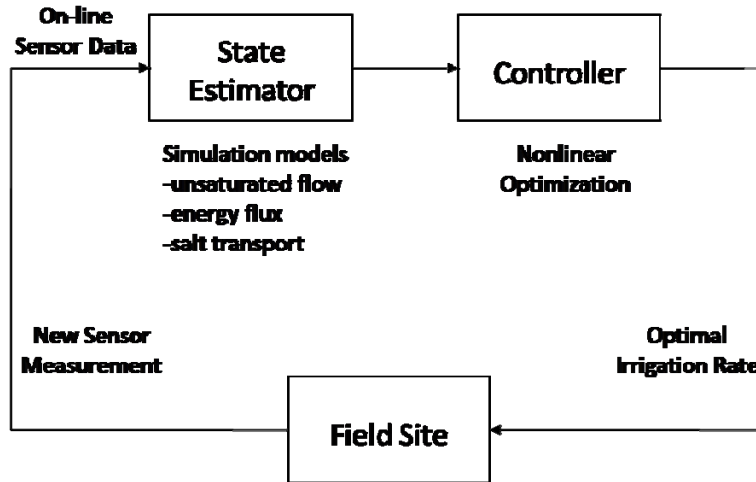 On-line
Sensor Data
State
Estimator
Controller
Simulation models
-unsaturated flow
-energy flux
-salt transport
Nonlinear
Optimization
New Sensor
Measurement
Optimal
Irrigation Rate
Field Site